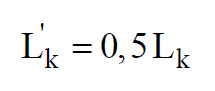 L'k = 0,5 Lk